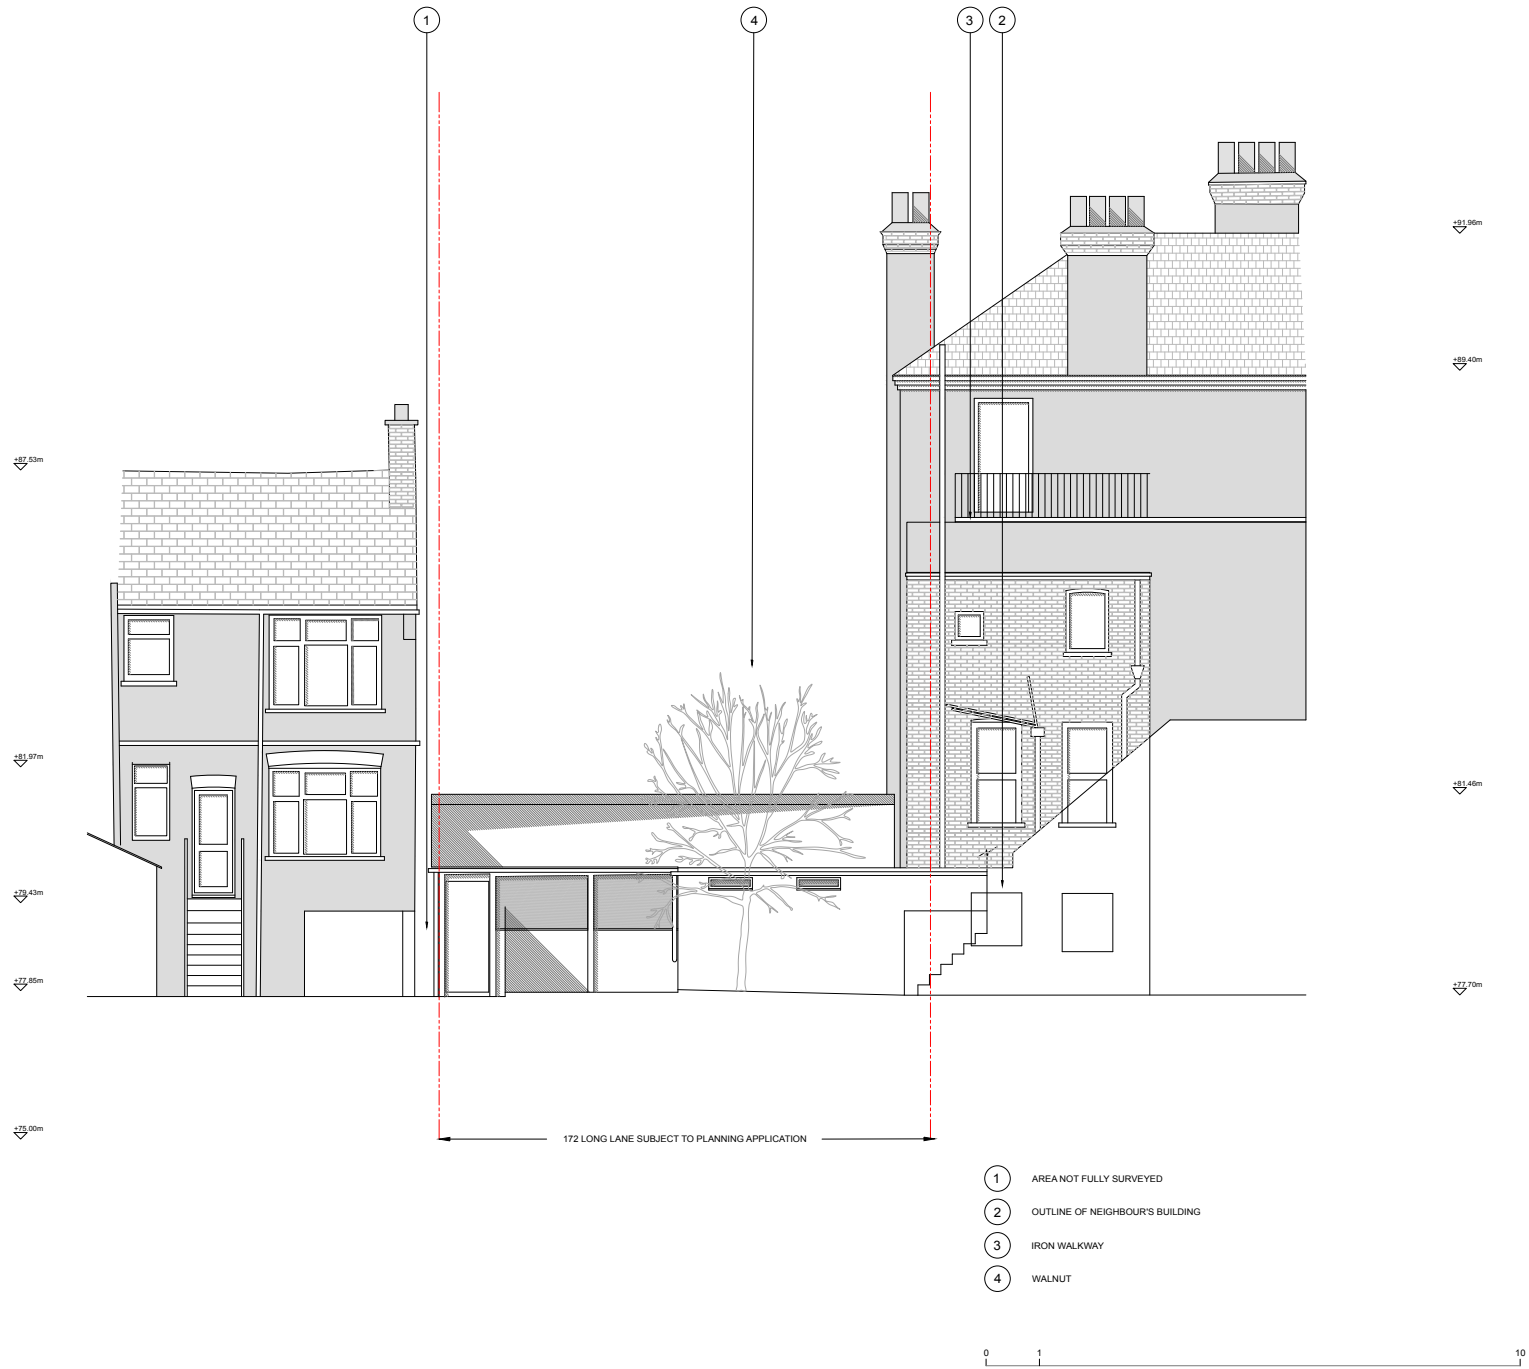 1
4
3
2
+91.96m
+89.40m
+87.53m
+81.97m
+81.46m
+79.43m
+77.85m
+77.70m
+75.00m
172 LONG LANE SUBJECT TO PLANNING APPLICATION
1 AREA NOT FULLY SURVEYED
2 OUTLINE OF NEIGHBOUR'S BUILDING
3 IRON WALKWAY
4 WALNUT
0 1 10